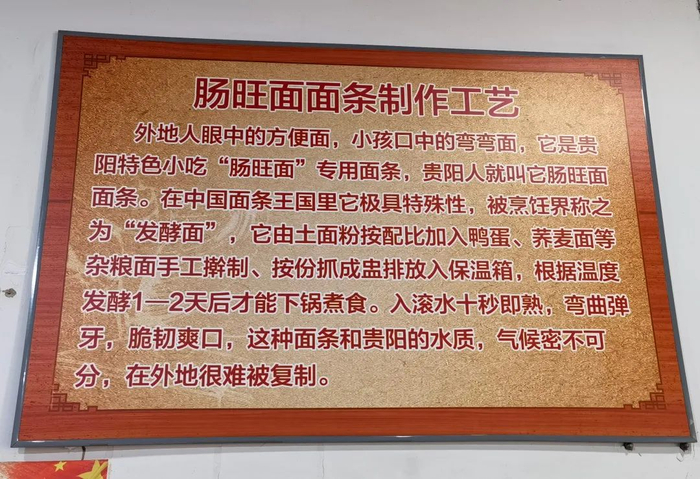 肠旺面面条制作工艺
外地人眼中的方便面，小孩口中的弯弯面，它是贵
阳特色小吃“肠旺面”专用面条，贵阳人就叫它肠旺面
面条。在中国面条王国里它极具特殊性，被烹饪界称之
为“发酵面”，它由土面粉按配比加入鸭蛋、荞麦面等
杂粮面手工擀制、按份抓成盅排放入保温箱，根据温度
发酵1—2天后才能下锅煮食。入滚水十秒即熟，弯曲弹
牙，脆韧爽口，这种面条和贵阳的水质，气候密不可
分，在外地很难被复制。